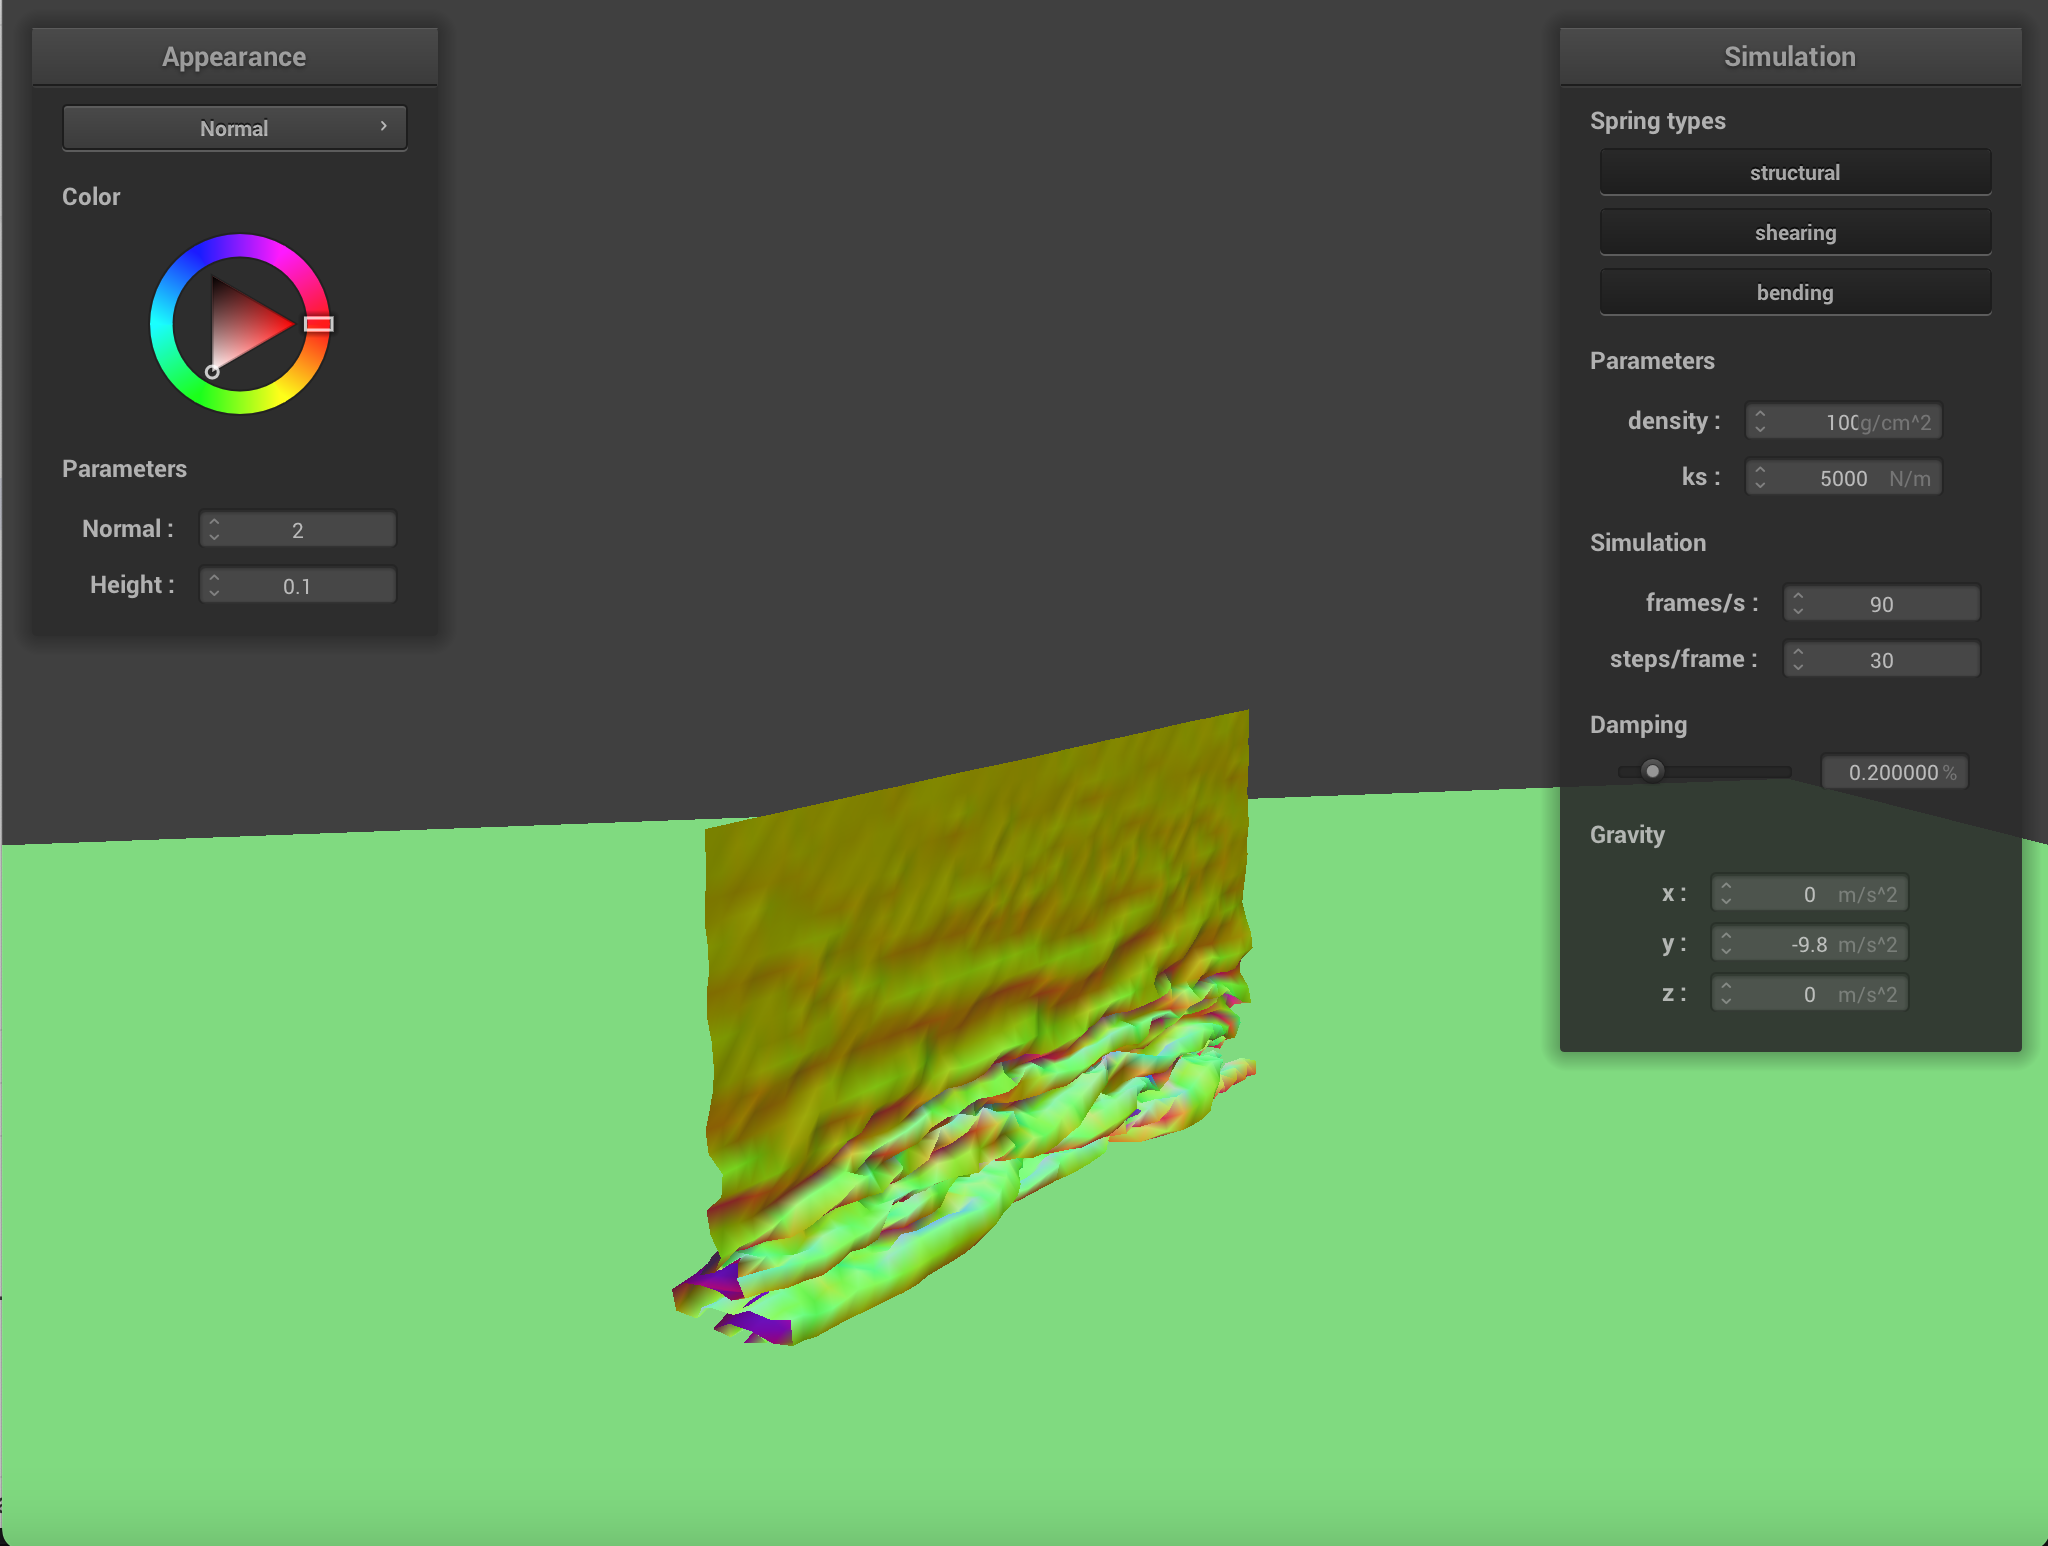 Appearance
Normal
Color
Parameters
Normal : 2
Height : 0.1
Simulation
Spring types
structural
shearing
bending
Parameters
density : 100 g/cm^2
ks : 5000 N/m
Simulation
frames/s : 90
steps/frame : 30
Damping
0.200000 %
Gravity
x : 0 m/s^2
y : -9.8 m/s^2
z : 0 m/s^2